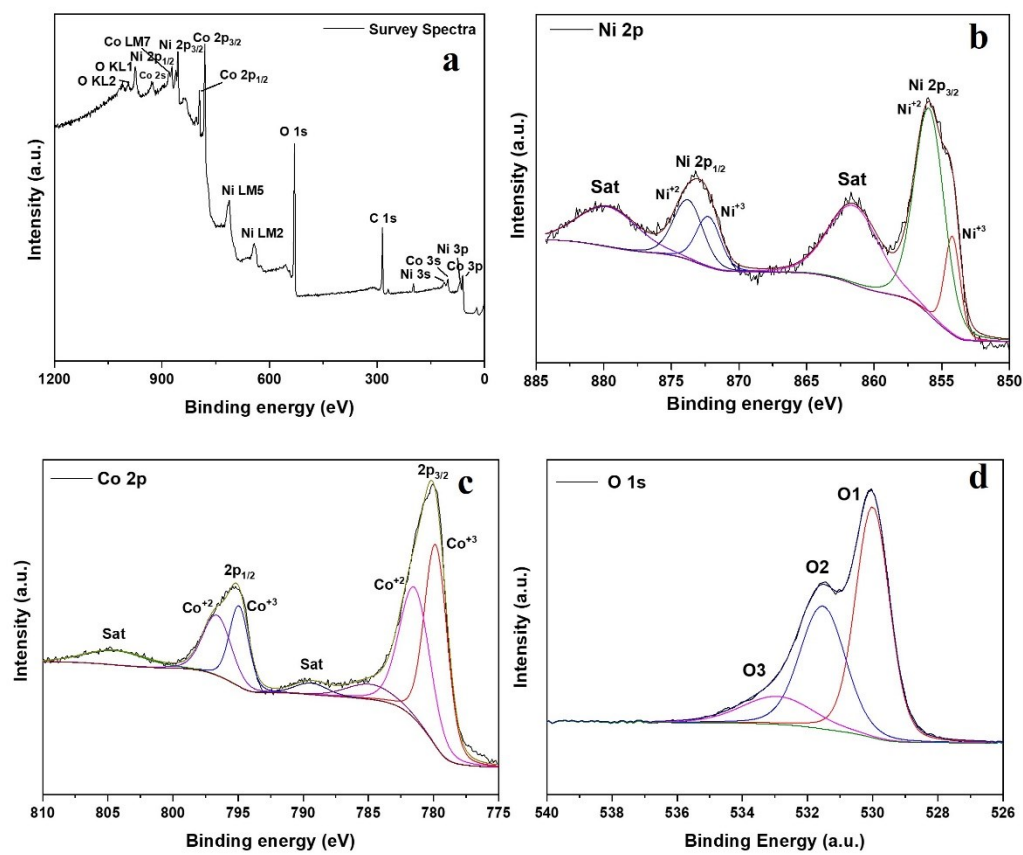 Survey Spectra
a
Co LM7
Ni 2p3/2
Co 2p3/2
Ni 2p1/2
O KL1
Co 2s
O KL2
Co 2p1/2
O 1s
Ni LM5
C 1s
Ni LM2
Ni 3p
Co 3s
Co 3p
Ni 3s
Intensity (a.u.)
1200 900 600 300 0
Binding energy (eV)
Ni 2p
b
Ni 2p3/2
Ni+2
Ni 2p1/2
Sat
Sat
Ni+2
Ni+3
Ni+3
Intensity (a.u.)
885 880 875 870 865 860 855 850
Binding energy (eV)
Co 2p
c
2p3/2
Co+3
Co+2
2p1/2
Co+2
Co+3
Sat
Sat
Intensity (a.u.)
810 805 800 795 790 785 780 775
Binding energy (eV)
O 1s
d
O1
O2
O3
Intensity (a.u.)
540 538 536 534 532 530 528 526
Binding Energy (a.u.)